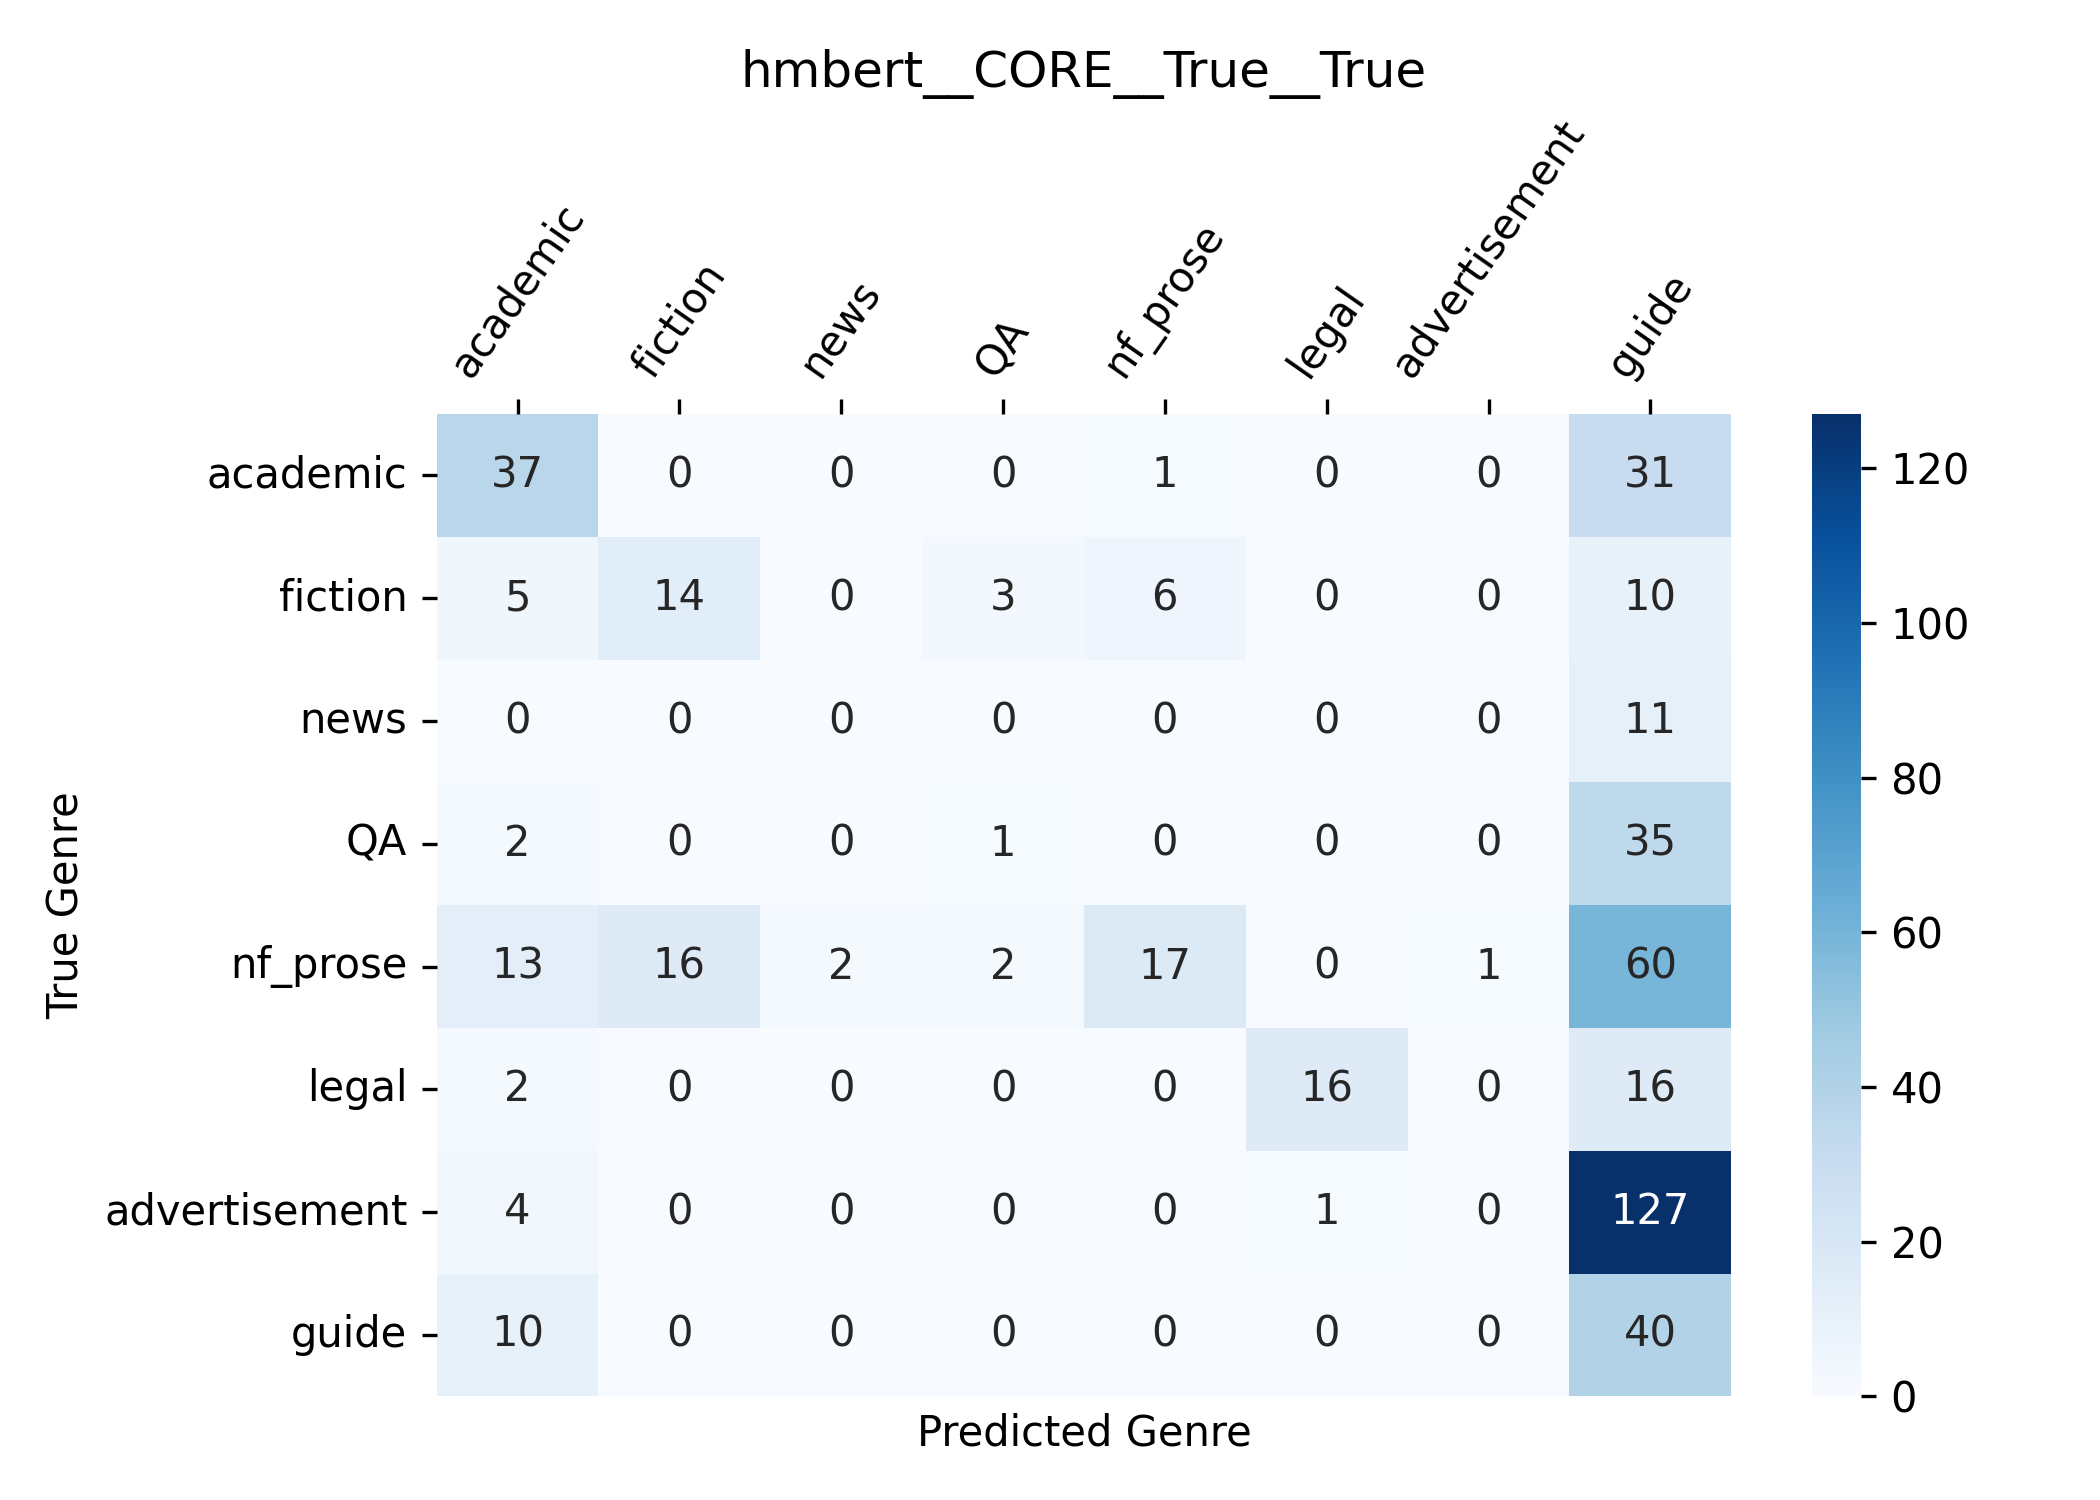 hmbert__CORE__True__True
academic fiction news QA nf_prose legal advertisement guide
academic 37 0 0 0 1 0 0 31
fiction 5 14 0 3 6 0 0 10
news 0 0 0 0 0 0 0 11
QA 2 0 0 1 0 0 0 35
nf_prose 13 16 2 2 17 0 1 60
legal 2 0 0 0 0 16 0 16
advertisement 4 0 0 0 0 1 0 127
guide 10 0 0 0 0 0 0 40
True Genre
Predicted Genre
120
100
80
60
40
20
0